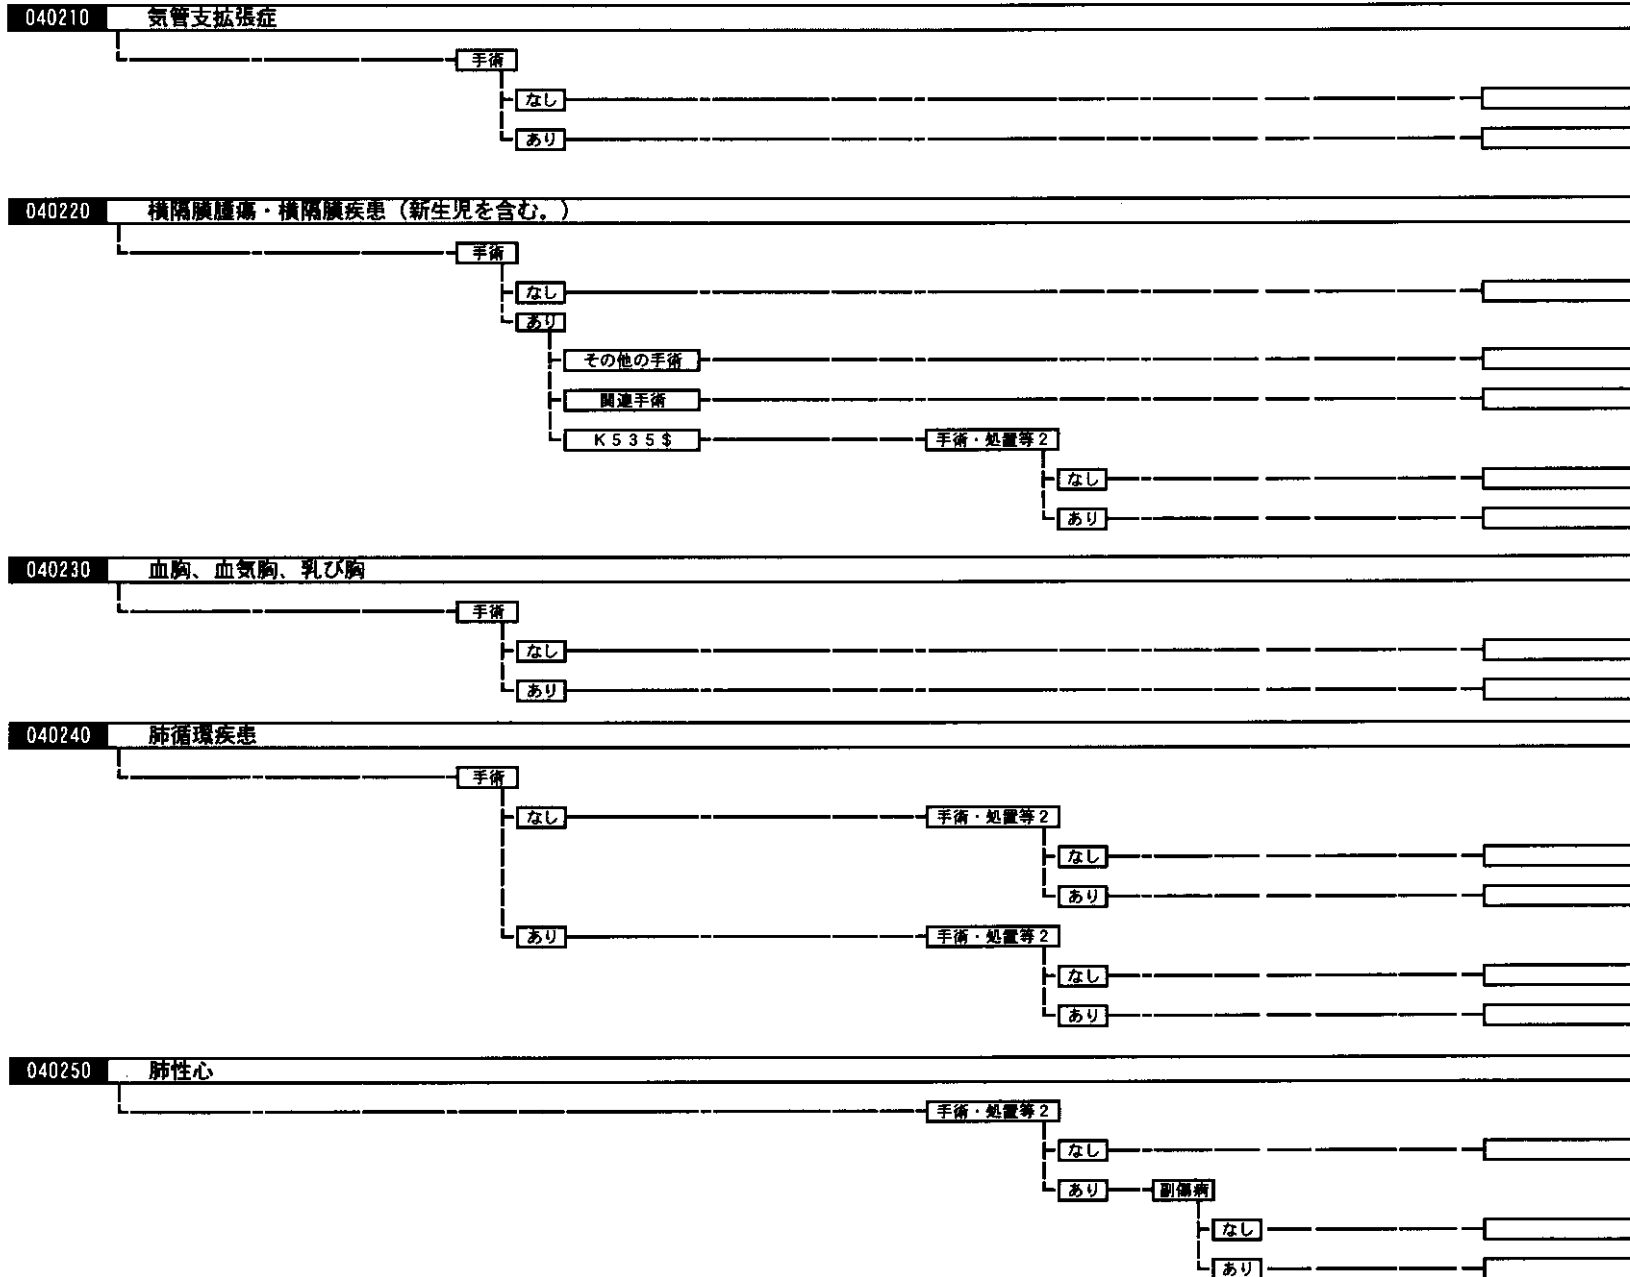 040210 気管支拡張症
手術
なし
あり
040220 横隔膜腫瘍・横隔膜疾患（新生児を含む。）
手術
なし
あり
その他の手術
関連手術
K５３５$ 手術・処置等２
なし
あり
040230 血胸、血気胸、乳び胸
手術
なし
あり
040240 肺循環疾患
手術
なし 手術・処置等２
なし
あり
あり 手術・処置等２
なし
あり
040250 肺性心
手術・処置等２
なし
あり 副傷病
なし
あり